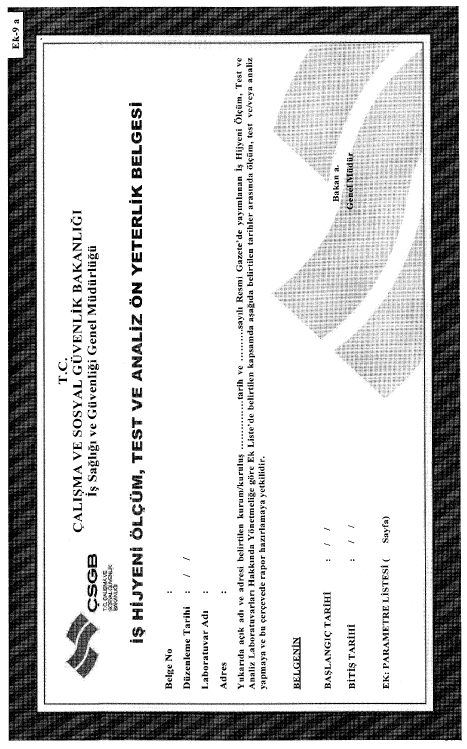 Ek-9 a
T.C.
ÇALIŞMA VE SOSYAL GÜVENLİK BAKANLIĞI
İş Sağlığı ve Güvenliği Genel Müdürlüğü
ÇSGB
T.C. ÇALIŞMA VE
SOSYAL GÜVENLİK
BAKANLIĞI
İŞ HİJYENİ ÖLÇÜM, TEST VE ANALİZ ÖN YETERLİK BELGESİ
Belge No :
Düzenleme Tarihi : / /
Laboratuvar Adı :
Adres :
Yukarıda açık adı ve adresi belirtilen kurum/kuruluş ..............tarih ve .........sayılı Resmi Gazete'de yayımlanan İş Hijyeni Ölçüm, Test ve
Analiz Laboratuvarları Hakkında Yönetmeliğe göre Ek Liste'de belirtilen kapsamda aşağıda belirtilen tarihler arasında ölçüm, test ve/veya analiz
yapmaya ve bu çerçevede rapor hazırlamaya yetkilidir.
BELGENİN
BAŞLANGIÇ TARİHİ : / /
BİTİŞ TARİHİ : / /
Bakan a.
Genel Müdür
EK: PARAMETRE LİSTESİ ( Sayfa)